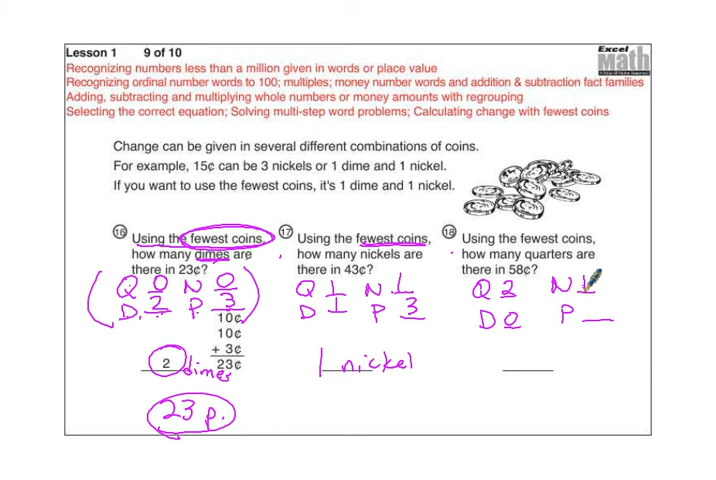 Lesson 1 9 of 10
Excel
Math
Recognizing numbers less than a million given in words or place value
Recognizing ordinal number words to 100; multiples; money number words and addition & subtraction fact families
Adding, subtracting and multiplying whole numbers or money amounts with regrouping
Selecting the correct equation; Solving multi-step word problems; Calculating change with fewest coins
Change can be given in several different combinations of coins.
For example, 15¢ can be 3 nickels or 1 dime and 1 nickel.
If you want to use the fewest coins, it's 1 dime and 1 nickel.
16 Using the fewest coins,
how many dimes are
there in 23¢?
Q 0 N 0
D. 2 P. 3
10¢
10¢
+ 3¢
23¢
2 dimes
23 p.
17 Using the fewest coins,
how many nickels are
there in 43¢?
Q 1 N 1
D 1 P 3
1 nickel
18 Using the fewest coins,
how many quarters are
there in 58¢?
Q 2 N 1
D 0 P